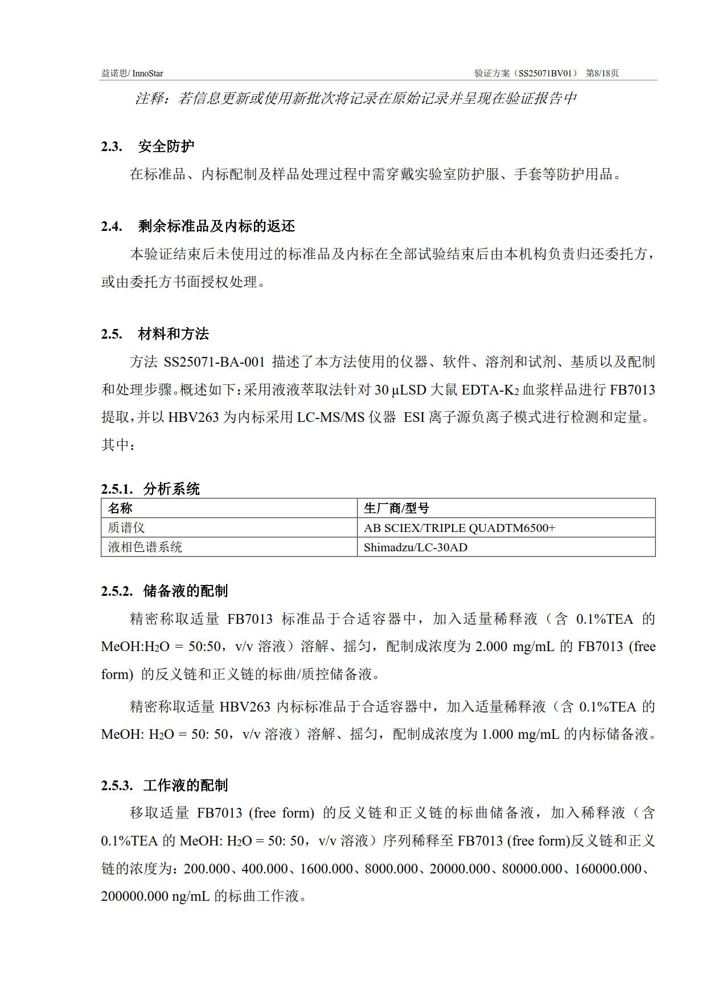 益诺思/ InnoStar 验证方案（SS25071BV01） 第8/18页
注释：若信息更新或使用新批次将记录在原始记录并呈现在验证报告中
2.3. 安全防护
在标准品、内标配制及样品处理过程中需穿戴实验室防护服、手套等防护用品。
2.4. 剩余标准品及内标的返还
本验证结束后未使用过的标准品及内标在全部试验结束后由本机构负责归还委托方，
或由委托方书面授权处理。
2.5. 材料和方法
方法 SS25071-BA-001 描述了本方法使用的仪器、软件、溶剂和试剂、基质以及配制
和处理步骤。概述如下：采用液液萃取法针对 30 µLSD 大鼠 EDTA-K2 血浆样品进行 FB7013
提取，并以 HBV263 为内标采用 LC-MS/MS 仪器 ESI 离子源负离子模式进行检测和定量。
其中：
2.5.1. 分析系统
名称 生厂商/型号
质谱仪 AB SCIEX/TRIPLE QUADTM6500+
液相色谱系统 Shimadzu/LC-30AD
2.5.2. 储备液的配制
精密称取适量 FB7013 标准品于合适容器中，加入适量稀释液（含 0.1%TEA 的
MeOH:H2O = 50:50，v/v 溶液）溶解、摇匀，配制成浓度为 2.000 mg/mL 的 FB7013 (free
form) 的反义链和正义链的标曲/质控储备液。
精密称取适量 HBV263 内标标准品于合适容器中，加入适量稀释液（含 0.1%TEA 的
MeOH: H2O = 50: 50，v/v 溶液）溶解、摇匀，配制成浓度为 1.000 mg/mL 的内标储备液。
2.5.3. 工作液的配制
移取适量 FB7013 (free form) 的反义链和正义链的标曲储备液，加入稀释液（含
0.1%TEA 的 MeOH: H2O = 50: 50，v/v 溶液）序列稀释至 FB7013 (free form)反义链和正义
链的浓度为：200.000、400.000、1600.000、8000.000、20000.000、80000.000、160000.000、
200000.000 ng/mL 的标曲工作液。